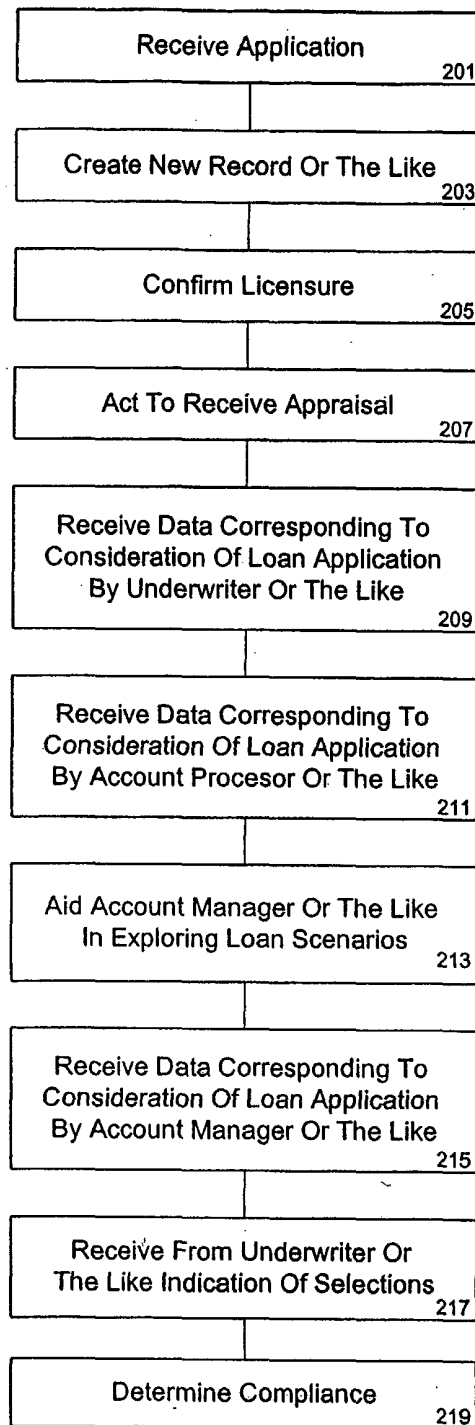 Receive Application
201
Create New Record Or The Like
203
Confirm Licensure
205
Act To Receive Appraisal
207
Receive Data Corresponding To
Consideration Of Loan Application
By Underwriter Or The Like
209
Receive Data Corresponding To
Consideration Of Loan Application
By Account Procesor Or The Like
211
Aid Account Manager Or The Like
In Exploring Loan Scenarios
213
Receive Data Corresponding To
Consideration Of Loan Application
By Account Manager Or The Like
215
Receive From Underwriter Or
The Like Indication Of Selections
217
Determine Compliance
219